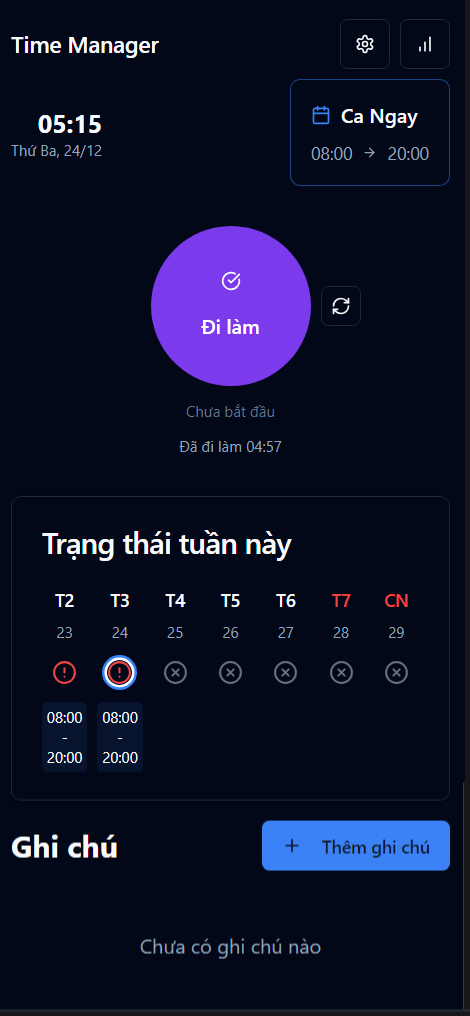 Time Manager
05:15
Thứ Ba, 24/12
Ca Ngay
08:00 → 20:00
Đi làm
Chưa bắt đầu
Đã đi làm 04:57
Trạng thái tuần này
T2 T3 T4 T5 T6 T7 CN
23 24 25 26 27 28 29
08:00 08:00
- -
20:00 20:00
Ghi chú
+ Thêm ghi chú
Chưa có ghi chú nào